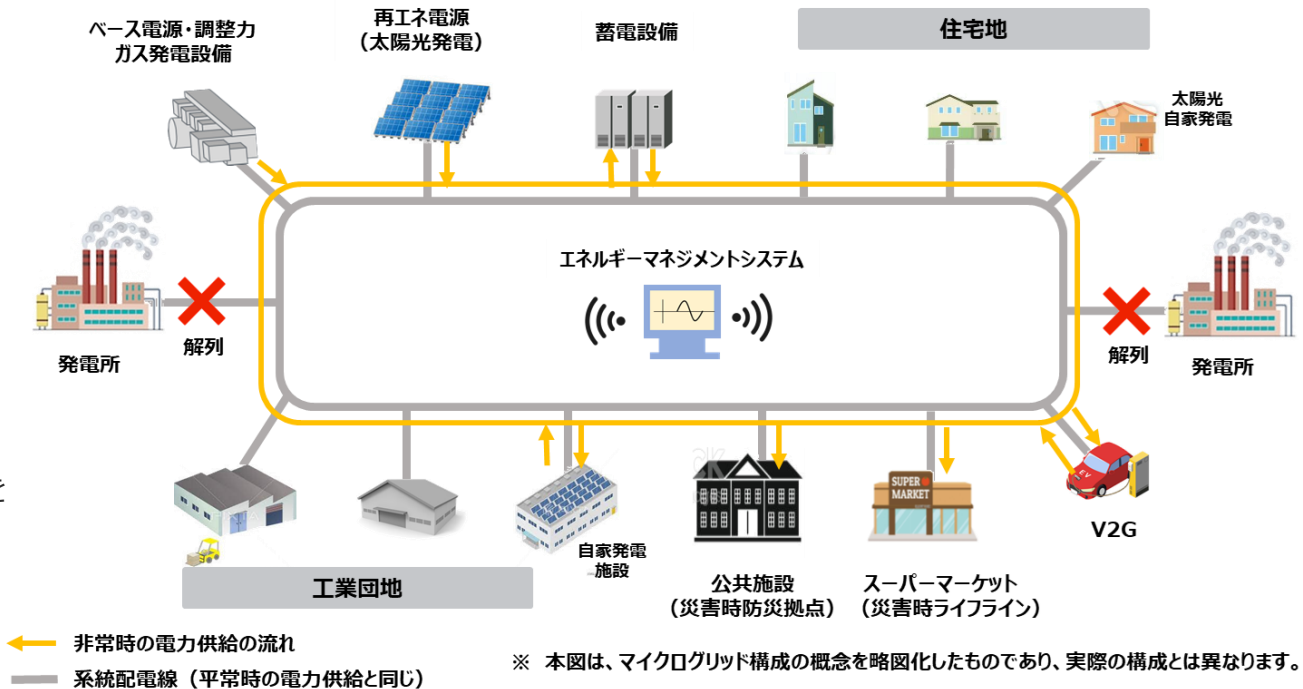 ベース電源・調整力
ガス発電設備
再エネ電源
（太陽光発電）
蓄電設備
住宅地
太陽光
自家発電
エネルギーマネジメントシステム
発電所
解列
解列
発電所
SUPER
MARKET
EV
V2G
自家発電
施設
工業団地
公共施設
（災害時防災拠点）
スーパーマーケット
（災害時ライフライン）
非常時の電力供給の流れ
系統配電線（平常時の電力供給と同じ）
※ 本図は、マイクログリッド構成の概念を略図化したものであり、実際の構成とは異なります。